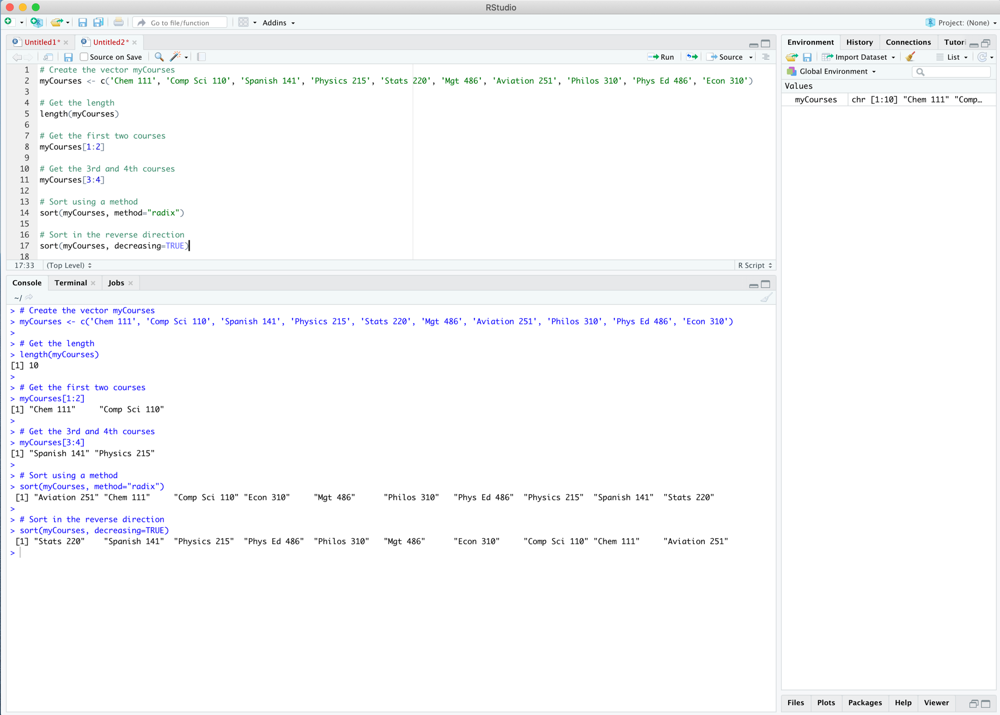 RStudio
Go to file/function
Addins
Project: (None)
Untitled1*
Untitled2*
Source on Save
Run
Source
1 # Create the vector myCourses
2 myCourses <- c('Chem 111', 'Comp Sci 110', 'Spanish 141', 'Physics 215', 'Stats 220', 'Mgt 486', 'Aviation 251', 'Philos 310', 'Phys Ed 486', 'Econ 310')
3
4 # Get the length
5 length(myCourses)
6
7 # Get the first two courses
8 myCourses[1:2]
9
10 # Get the 3rd and 4th courses
11 myCourses[3:4]
12
13 # Sort using a method
14 sort(myCourses, method="radix")
15
16 # Sort in the reverse direction
17 sort(myCourses, decreasing=TRUE)
18
17:33 (Top Level) R Script
Console Terminal Jobs
~/
> # Create the vector myCourses
> myCourses <- c('Chem 111', 'Comp Sci 110', 'Spanish 141', 'Physics 215', 'Stats 220', 'Mgt 486', 'Aviation 251', 'Philos 310', 'Phys Ed 486', 'Econ 310')
>
> # Get the length
> length(myCourses)
[1] 10
>
> # Get the first two courses
> myCourses[1:2]
[1] "Chem 111"     "Comp Sci 110"
>
> # Get the 3rd and 4th courses
> myCourses[3:4]
[1] "Spanish 141" "Physics 215"
>
> # Sort using a method
> sort(myCourses, method="radix")
[1] "Aviation 251" "Chem 111"     "Comp Sci 110" "Econ 310"     "Mgt 486"      "Philos 310"   "Phys Ed 486"  "Physics 215"  "Spanish 141"  "Stats 220"
>
> # Sort in the reverse direction
> sort(myCourses, decreasing=TRUE)
[1] "Stats 220"    "Spanish 141"  "Physics 215"  "Phys Ed 486"  "Philos 310"   "Mgt 486"      "Econ 310"     "Comp Sci 110" "Chem 111"     "Aviation 251"
>
Environment History Connections Tutori
Import Dataset List
Global Environment
Values
myCourses chr [1:10] "Chem 111" "Comp…
Files Plots Packages Help Viewer